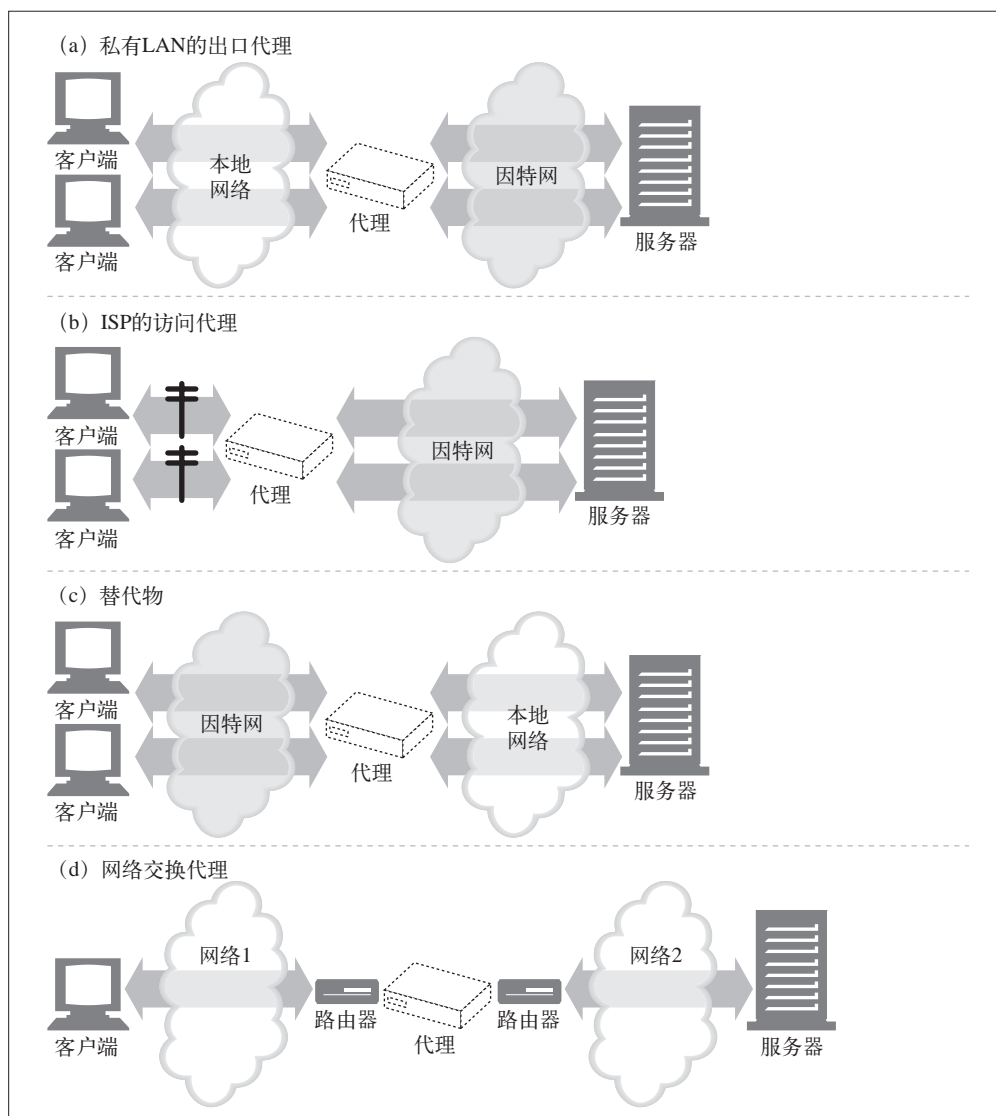 （a）私有LAN的出口代理
客户端
本地
网络
代理
因特网
服务器
客户端
（b）ISP的访问代理
客户端
代理
因特网
服务器
客户端
（c）替代物
客户端
因特网
代理
本地
网络
服务器
客户端
（d）网络交换代理
网络1
网络2
路由器
代理
路由器
客户端
服务器